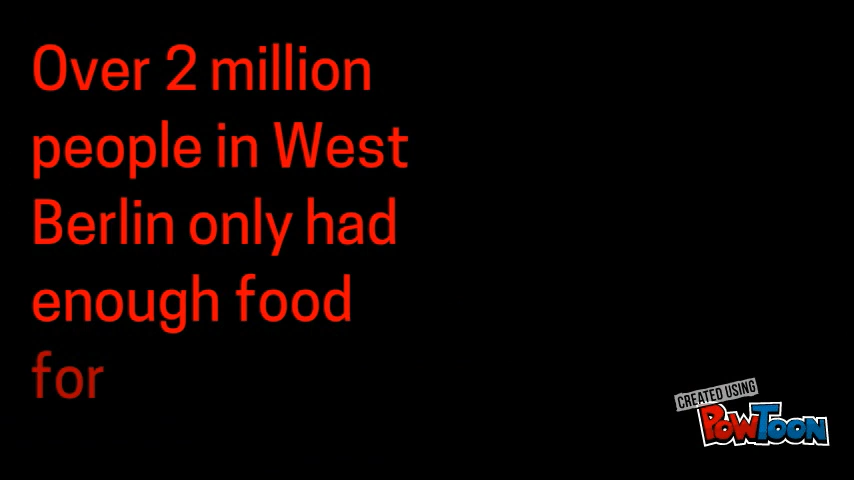 Over 2 million
people in West
Berlin only had
enough food
for
CREATED USING
POWTOON